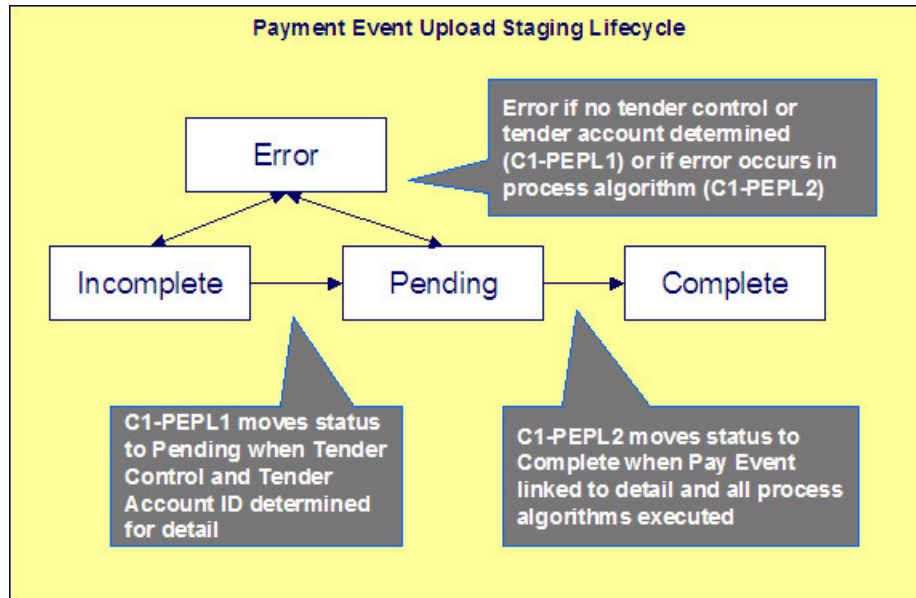 Payment Event Upload Staging Lifecycle
Error if no tender control or
tender account determined
(C1-PEPL1) or if error occurs in
process algorithm (C1-PEPL2)
Error
Incomplete
Pending
Complete
C1-PEPL1 moves status
to Pending when Tender
Control and Tender
Account ID determined
for detail
C1-PEPL2 moves status to
Complete when Pay Event
linked to detail and all process
algorithms executed